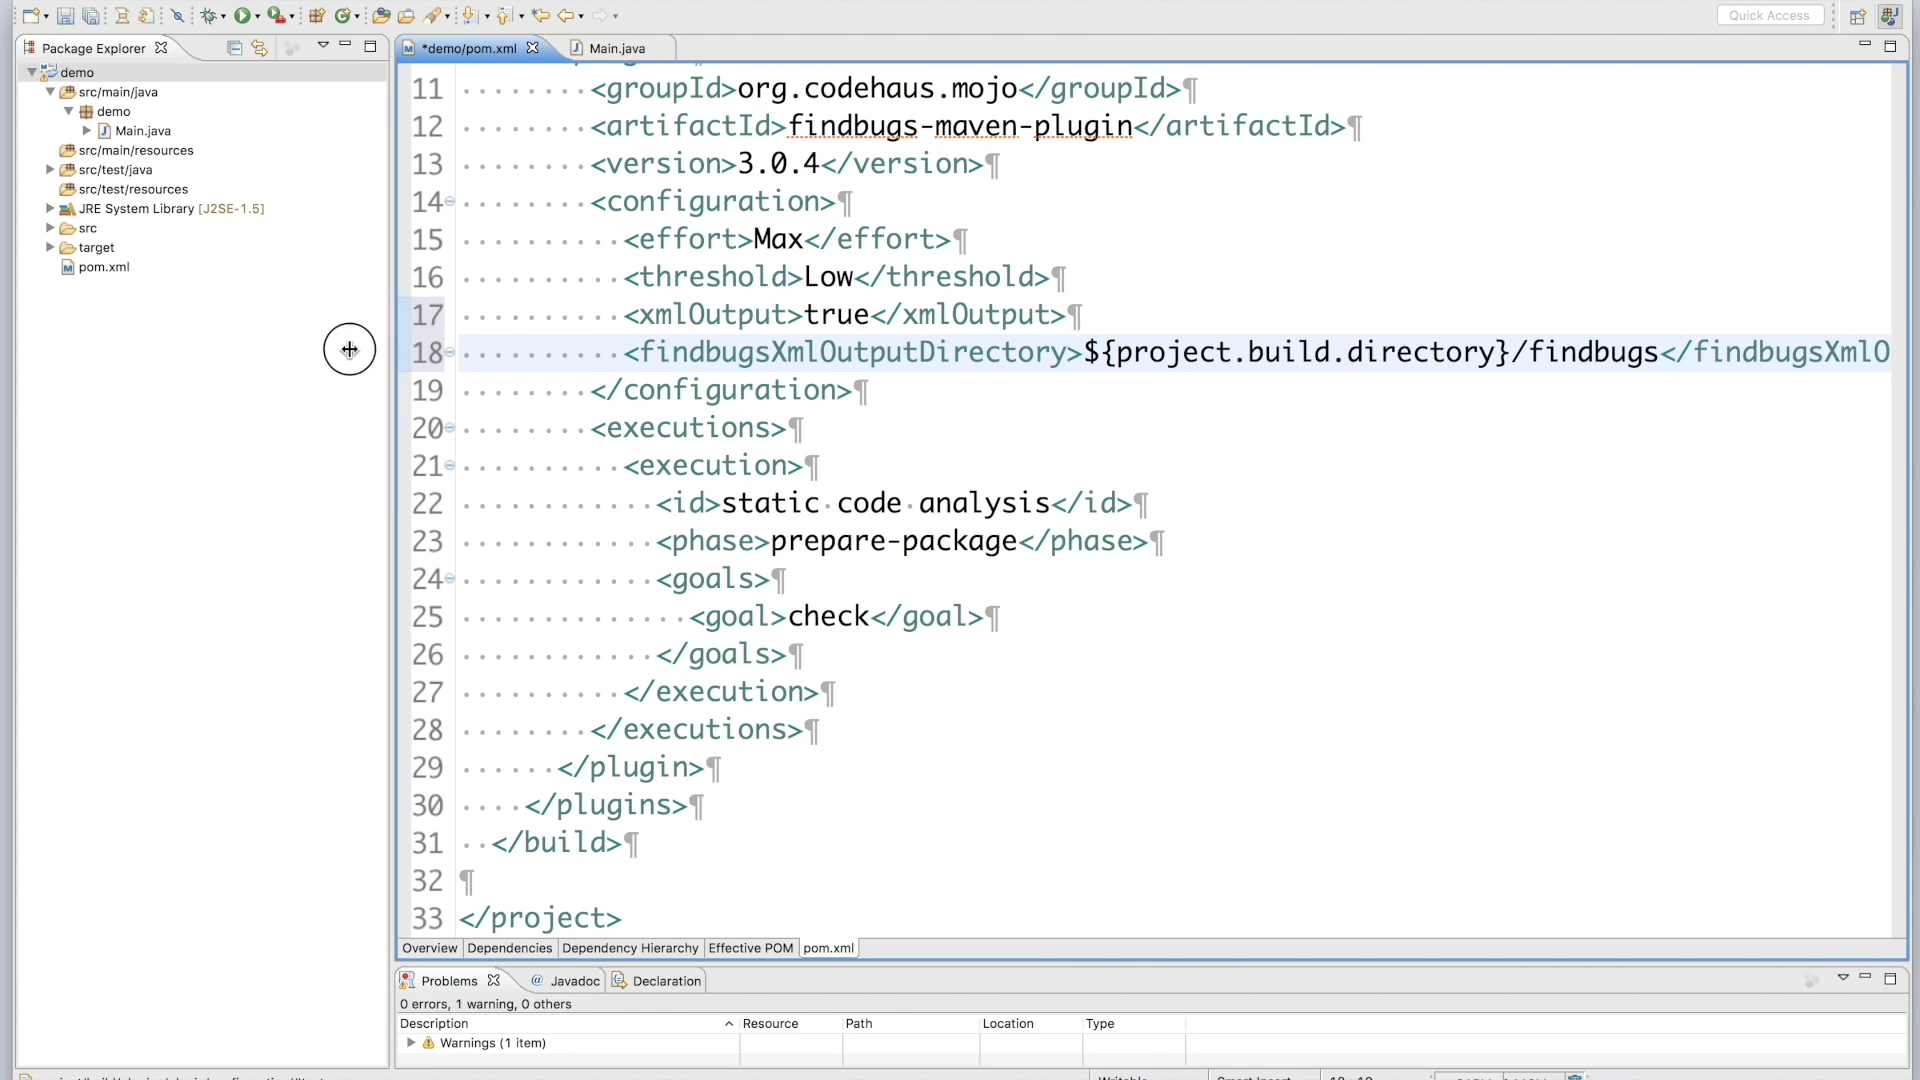 Quick Access
Package Explorer
*demo/pom.xml
Main.java
demo
src/main/java
demo
Main.java
src/main/resources
src/test/java
src/test/resources
JRE System Library [J2SE-1.5]
src
target
pom.xml
11 <groupId>org.codehaus.mojo</groupId>¶
12 <artifactId>findbugs-maven-plugin</artifactId>¶
13 <version>3.0.4</version>¶
14 <configuration>¶
15 <effort>Max</effort>¶
16 <threshold>Low</threshold>¶
17 <xmlOutput>true</xmlOutput>¶
18 <findbugsXmlOutputDirectory>${project.build.directory}/findbugs</findbugsXmlO
19 </configuration>¶
20 <executions>¶
21 <execution>¶
22 <id>static·code·analysis</id>¶
23 <phase>prepare-package</phase>¶
24 <goals>¶
25 <goal>check</goal>¶
26 </goals>¶
27 </execution>¶
28 </executions>¶
29 </plugin>¶
30 </plugins>¶
31 </build>¶
32 ¶
33 </project>
Overview Dependencies Dependency Hierarchy Effective POM pom.xml
Problems @ Javadoc Declaration
0 errors, 1 warning, 0 others
Description Resource Path Location Type
Warnings (1 item)